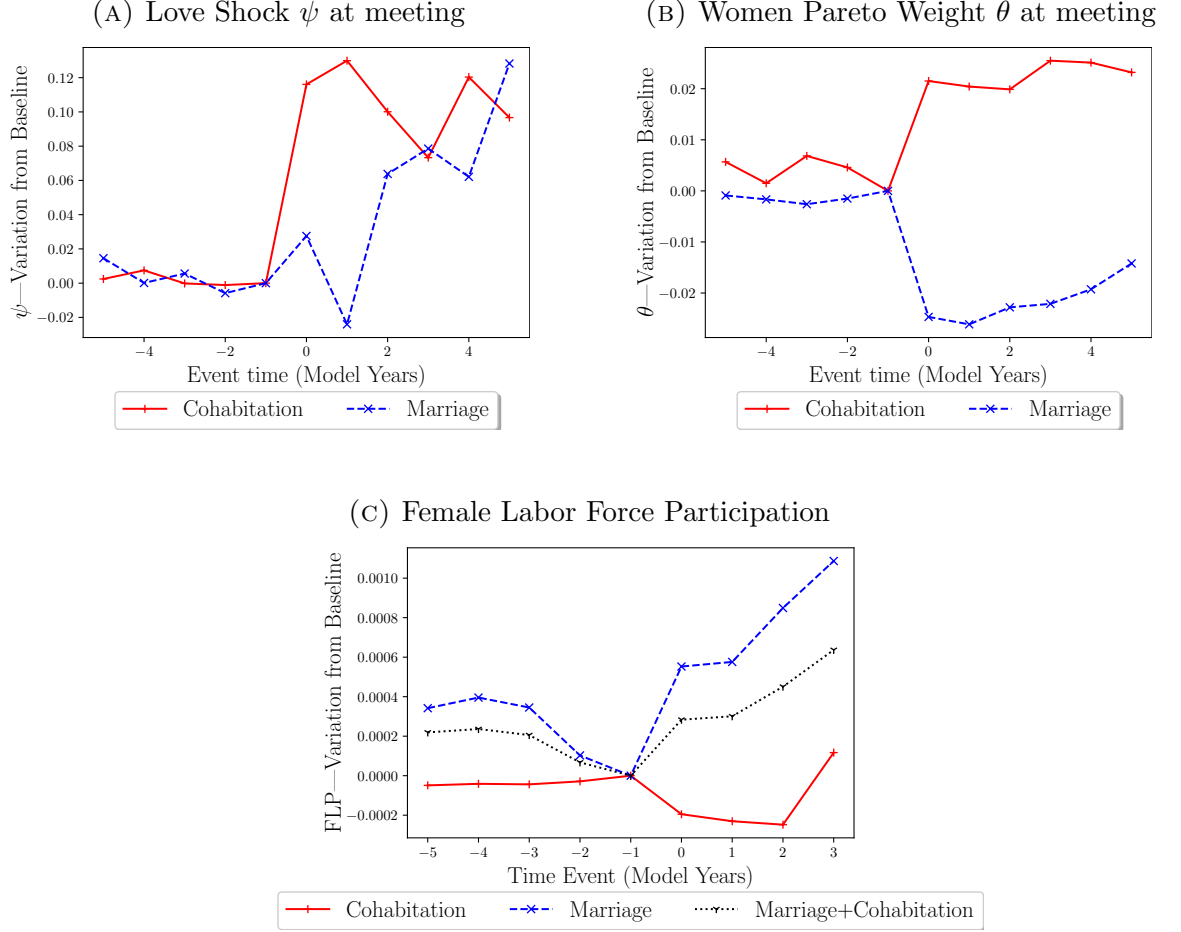 (A) Love Shock ψ at meeting
ψ—Variation from Baseline
0.12
0.10
0.08
0.06
0.04
0.02
0.00
−0.02
−4
−2
0
2
4
Event time (Model Years)
Cohabitation
Marriage
(B) Women Pareto Weight θ at meeting
θ—Variation from Baseline
0.02
0.01
0.00
−0.01
−0.02
−4
−2
0
2
4
Event time (Model Years)
Cohabitation
Marriage
(C) Female Labor Force Participation
FLP—Variation from Baseline
0.0010
0.0008
0.0006
0.0004
0.0002
0.0000
−0.0002
−5
−4
−3
−2
−1
0
1
2
3
Time Event (Model Years)
Cohabitation
Marriage
Marriage+Cohabitation